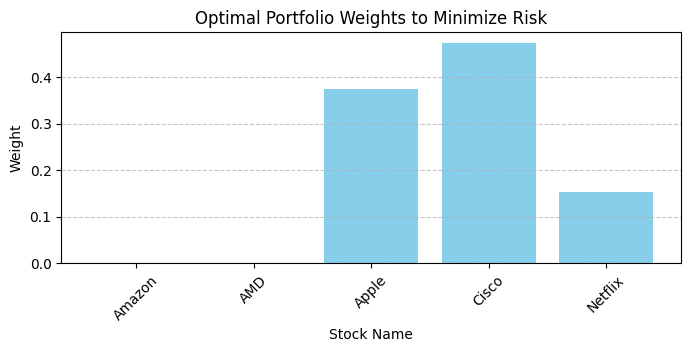 Optimal Portfolio Weights to Minimize Risk
Weight
0.4
0.3
0.2
0.1
0.0
Amazon
AMD
Apple
Cisco
Netflix
Stock Name